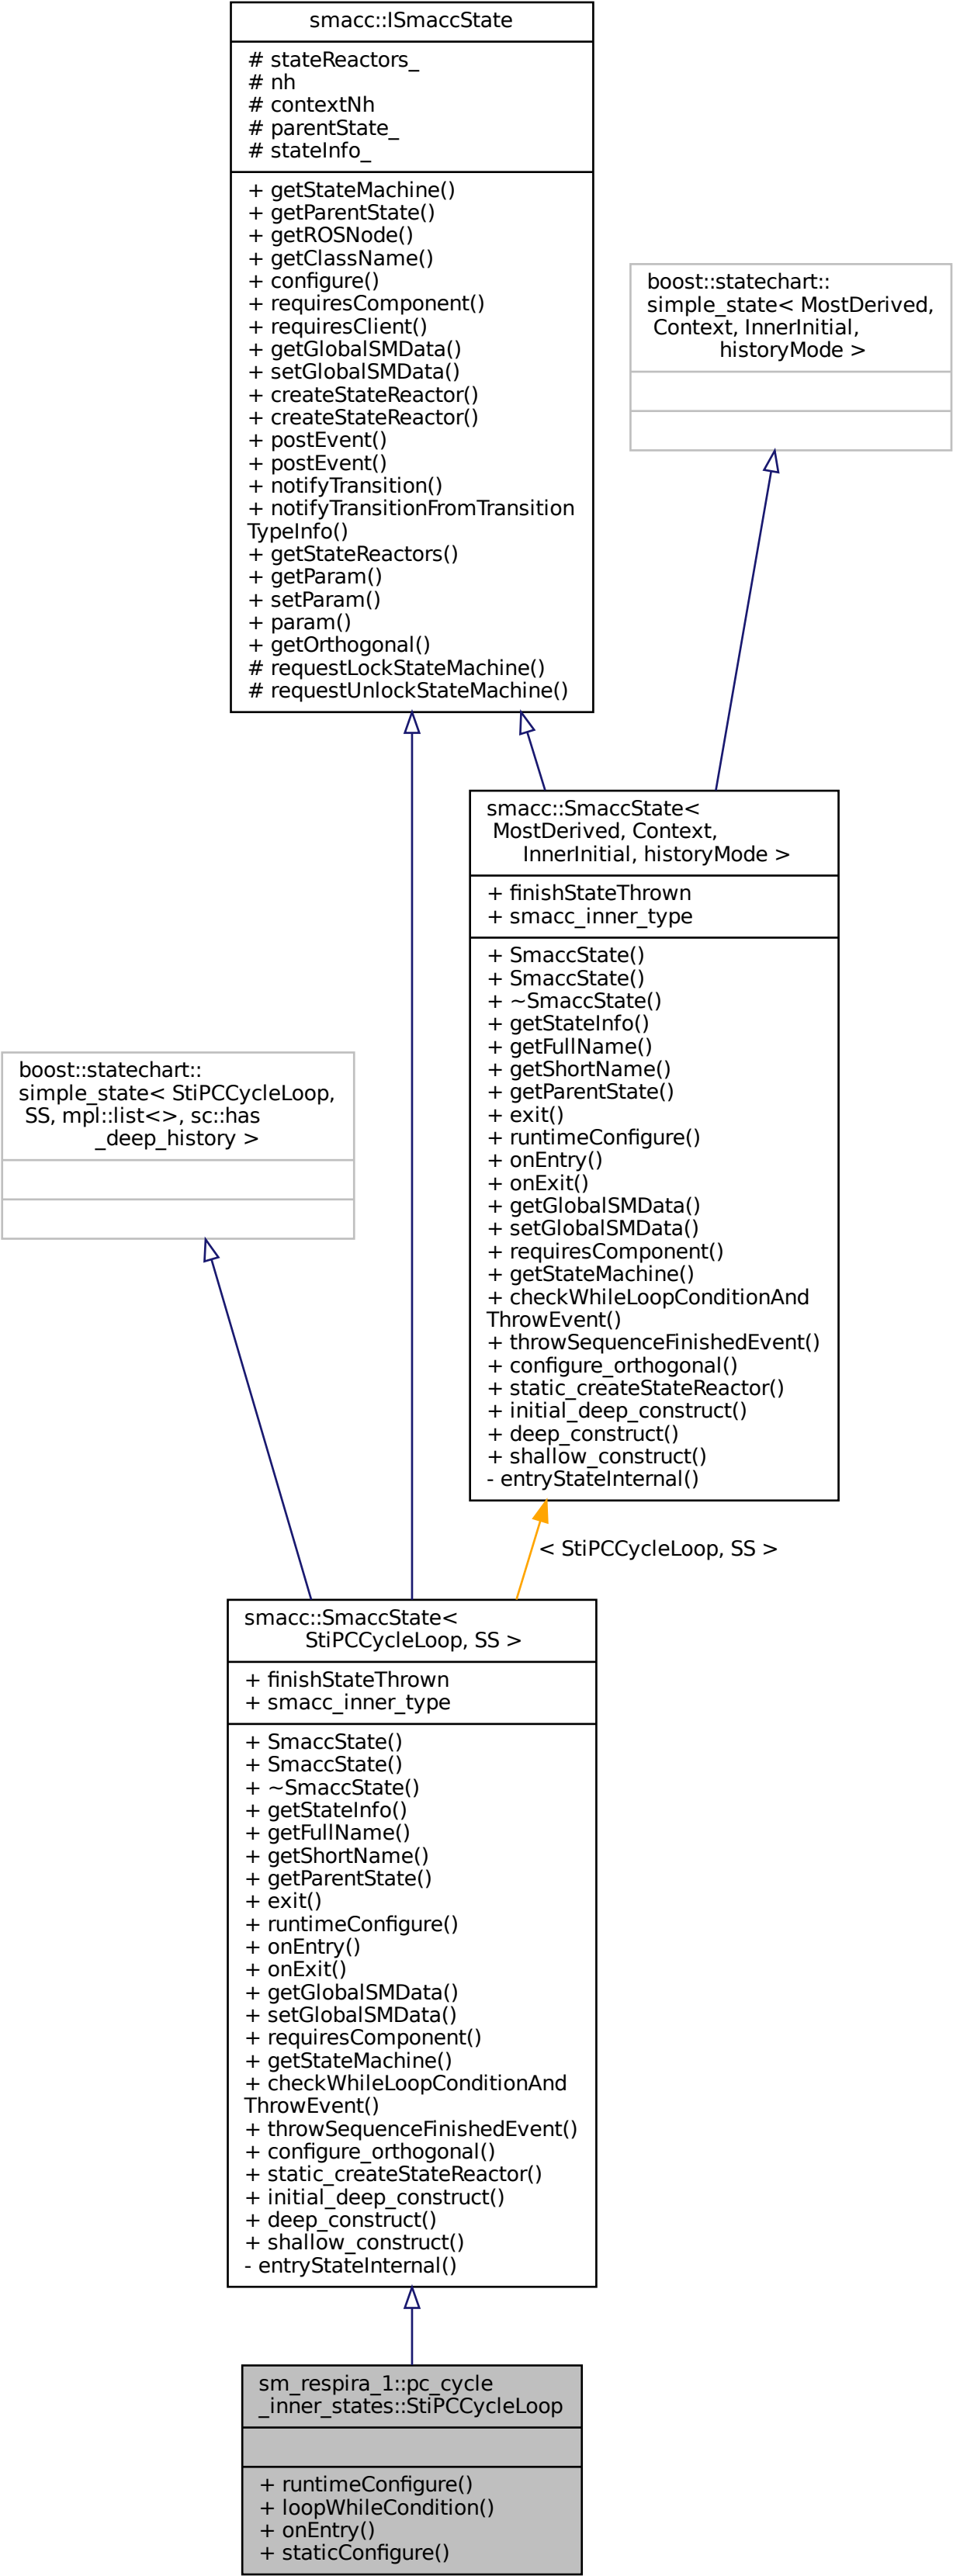 smacc::ISmaccState
# stateReactors_
# nh
# contextNh
# parentState_
# stateInfo_
+ getStateMachine()
+ getParentState()
+ getROSNode()
+ getClassName()
+ configure()
+ requiresComponent()
+ requiresClient()
+ getGlobalSMData()
+ setGlobalSMData()
+ createStateReactor()
+ createStateReactor()
+ postEvent()
+ postEvent()
+ notifyTransition()
+ notifyTransitionFromTransition
TypeInfo()
+ getStateReactors()
+ getParam()
+ setParam()
+ param()
+ getOrthogonal()
# requestLockStateMachine()
# requestUnlockStateMachine()
boost::statechart::
simple_state< MostDerived,
Context, InnerInitial,
historyMode >
smacc::SmaccState<
MostDerived, Context,
InnerInitial, historyMode >
+ finishStateThrown
+ smacc_inner_type
+ SmaccState()
+ SmaccState()
+ ~SmaccState()
+ getStateInfo()
+ getFullName()
+ getShortName()
+ getParentState()
+ exit()
+ runtimeConfigure()
+ onEntry()
+ onExit()
+ getGlobalSMData()
+ setGlobalSMData()
+ requiresComponent()
+ getStateMachine()
+ checkWhileLoopConditionAnd
ThrowEvent()
+ throwSequenceFinishedEvent()
+ configure_orthogonal()
+ static_createStateReactor()
+ initial_deep_construct()
+ deep_construct()
+ shallow_construct()
- entryStateInternal()
boost::statechart::
simple_state< StiPCCycleLoop,
SS, mpl::list<>, sc::has
_deep_history >
< StiPCCycleLoop, SS >
smacc::SmaccState<
StiPCCycleLoop, SS >
+ finishStateThrown
+ smacc_inner_type
+ SmaccState()
+ SmaccState()
+ ~SmaccState()
+ getStateInfo()
+ getFullName()
+ getShortName()
+ getParentState()
+ exit()
+ runtimeConfigure()
+ onEntry()
+ onExit()
+ getGlobalSMData()
+ setGlobalSMData()
+ requiresComponent()
+ getStateMachine()
+ checkWhileLoopConditionAnd
ThrowEvent()
+ throwSequenceFinishedEvent()
+ configure_orthogonal()
+ static_createStateReactor()
+ initial_deep_construct()
+ deep_construct()
+ shallow_construct()
- entryStateInternal()
sm_respira_1::pc_cycle
_inner_states::StiPCCycleLoop
+ runtimeConfigure()
+ loopWhileCondition()
+ onEntry()
+ staticConfigure()